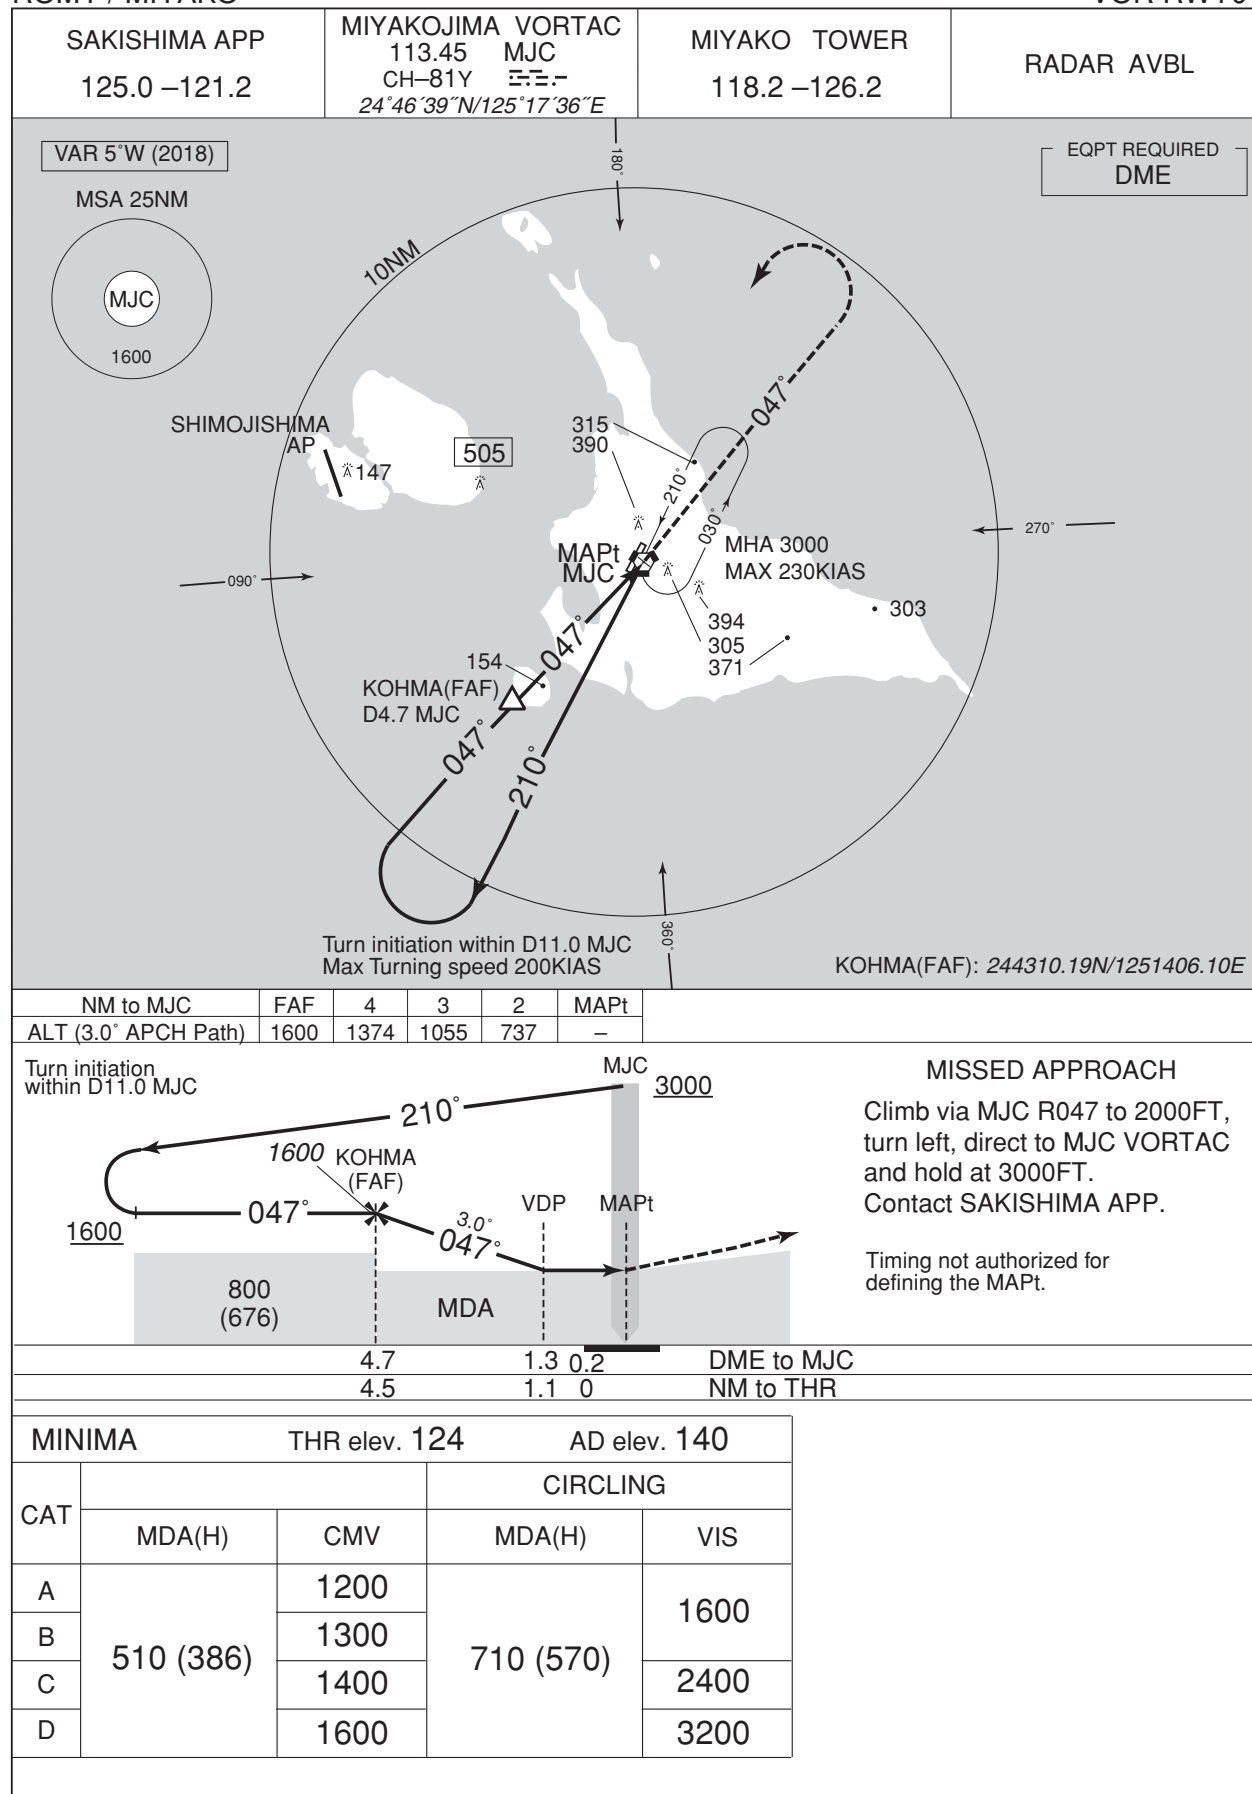 SAKISHIMA APP
125.0 –121.2
MIYAKOJIMA VORTAC
113.45 MJC
CH–81Y
24˚46´39˝N/125˚17´36˝E
MIYAKO TOWER
118.2 –126.2
RADAR AVBL
VAR 5˚W (2018)
MSA 25NM
MJC
1600
EQPT REQUIRED
DME
180˚
10NM
SHIMOJISHIMA
AP
147
505
315
390
047˚
210˚
030˚
270˚
090˚
MAPt
MJC
MHA 3000
MAX 230KIAS
303
394
305
371
047˚
154
KOHMA(FAF)
D4.7 MJC
047˚
210˚
360˚
Turn initiation within D11.0 MJC
Max Turning speed 200KIAS
KOHMA(FAF): 244310.19N/1251406.10E
NM to MJC FAF 4 3 2 MAPt
ALT (3.0˚ APCH Path) 1600 1374 1055 737 –
Turn initiation
within D11.0 MJC
MJC
3000
210˚
1600
KOHMA
(FAF)
VDP
MAPt
1600
047˚
3.0˚
047˚
800
(676)
MDA
MISSED APPROACH
Climb via MJC R047 to 2000FT,
turn left, direct to MJC VORTAC
and hold at 3000FT.
Contact SAKISHIMA APP.
Timing not authorized for
defining the MAPt.
4.7 1.3 0.2 DME to MJC
4.5 1.1 0 NM to THR
MINIMA THR elev. 124 AD elev. 140
CAT
CIRCLING
MDA(H) CMV MDA(H) VIS
A 1200
B 1300
510 (386) 710 (570) 1600
C 1400 2400
D 1600 3200